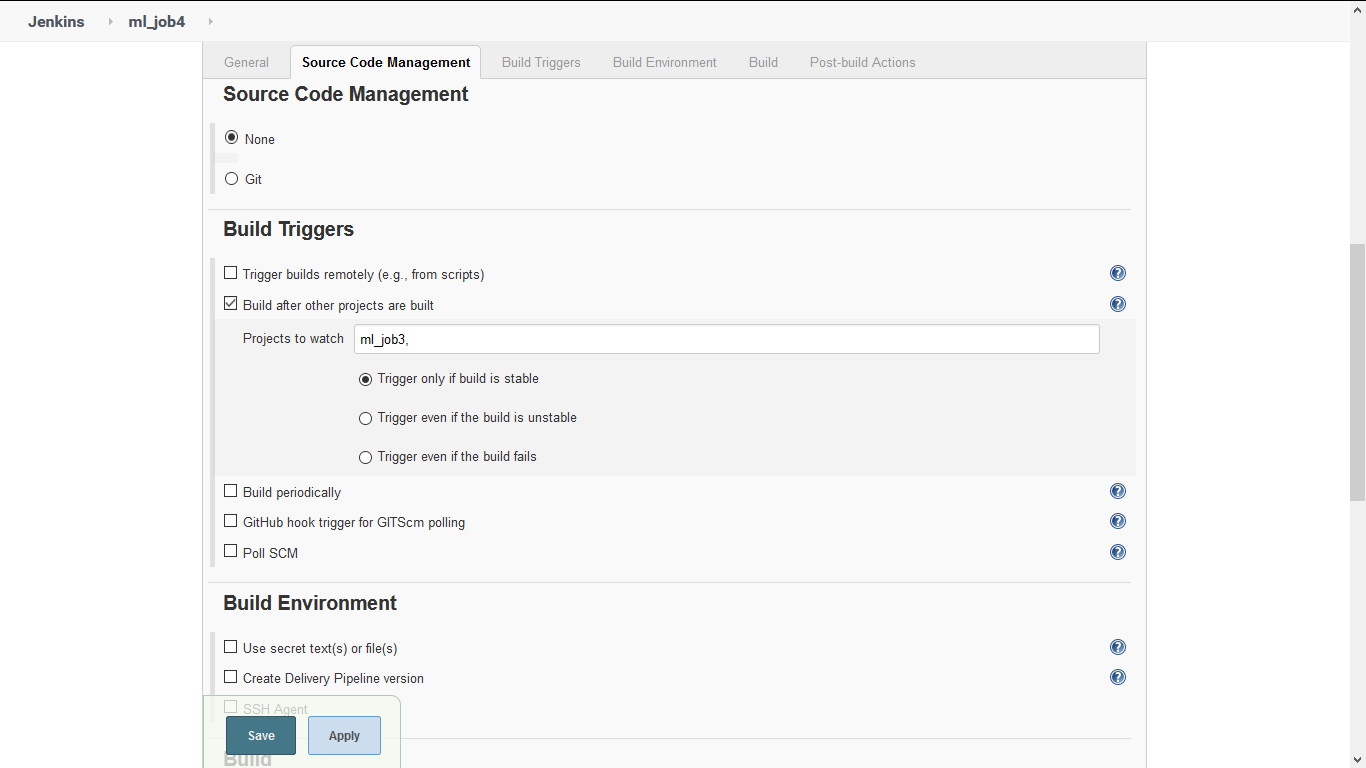 Jenkins ml_job4
General Source Code Management Build Triggers Build Environment Build Post-build Actions
Source Code Management
None
Git
Build Triggers
Trigger builds remotely (e.g., from scripts)
Build after other projects are built
Projects to watch ml_job3,
Trigger only if build is stable
Trigger even if the build is unstable
Trigger even if the build fails
Build periodically
GitHub hook trigger for GITScm polling
Poll SCM
Build Environment
Use secret text(s) or file(s)
Create Delivery Pipeline version
SSH Agent
Save Apply
Build